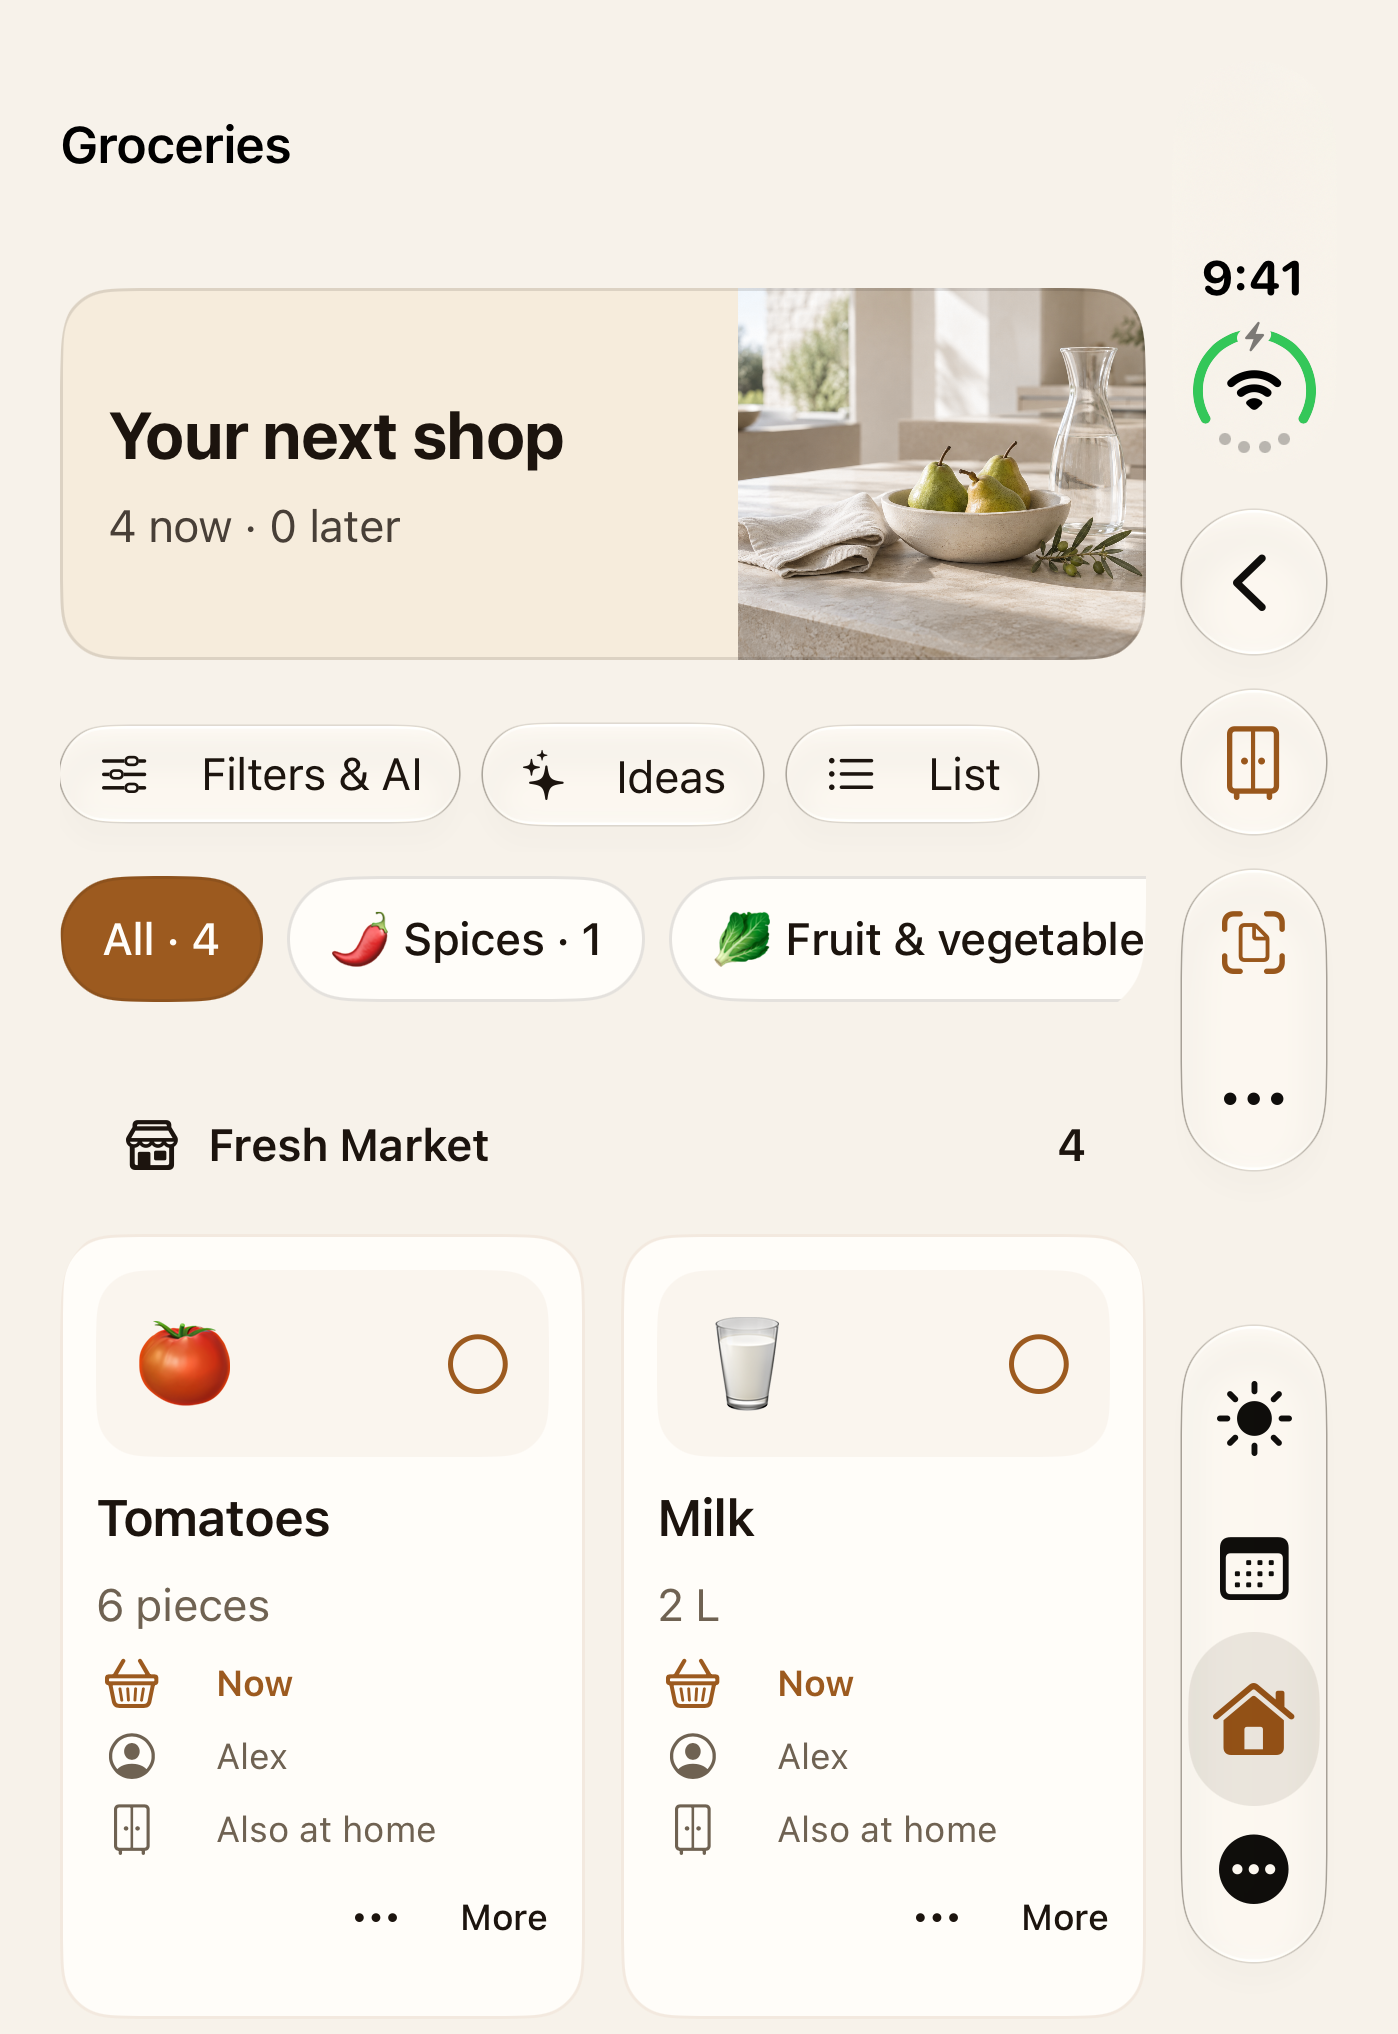 Groceries
9:41
Your next shop
4 now · 0 later
Filters & AI
Ideas
List
All · 4
Spices · 1
Fruit & vegetable
Fresh Market
4
Tomatoes
6 pieces
Now
Alex
Also at home
More
Milk
2 L
Now
Alex
Also at home
More